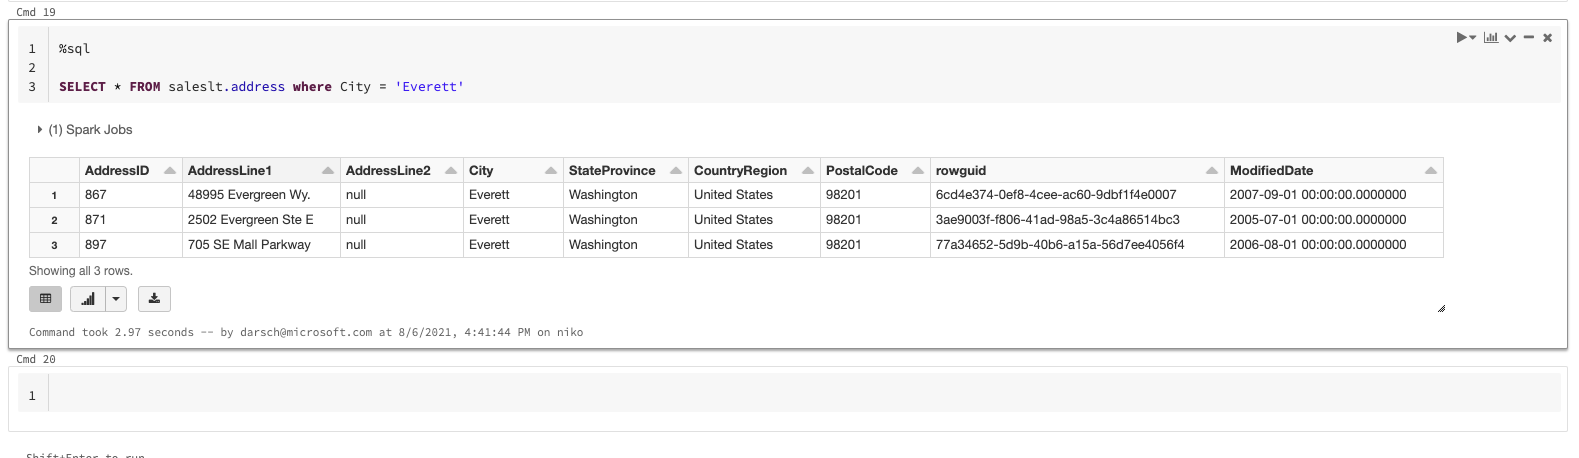 Cmd 19
1 %sql
2
3 SELECT * FROM saleslt.address where City = 'Everett'
(1) Spark Jobs
AddressID AddressLine1 AddressLine2 City StateProvince CountryRegion PostalCode rowguid ModifiedDate
1 867 48995 Evergreen Wy. null Everett Washington United States 98201 6cd4e374-0ef8-4cee-ac60-9dbf1f4e0007 2007-09-01 00:00:00.0000000
2 871 2502 Evergreen Ste E null Everett Washington United States 98201 3ae9003f-f806-41ad-98a5-3c4a86514bc3 2005-07-01 00:00:00.0000000
3 897 705 SE Mall Parkway null Everett Washington United States 98201 77a34652-5d9b-40b6-a15a-56d7ee4056f4 2006-08-01 00:00:00.0000000
Showing all 3 rows.
Command took 2.97 seconds -- by darsch@microsoft.com at 8/6/2021, 4:41:44 PM on niko
Cmd 20
1
Shift+Enter to run